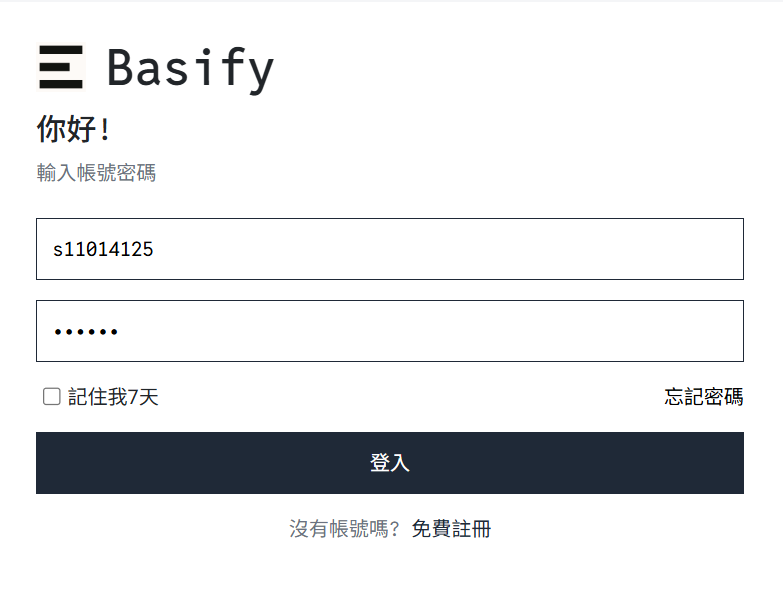 Basify
你好!
輸入帳號密碼
s11014125
••••••
記住我7天 忘記密碼
登入
沒有帳號嗎? 免費註冊